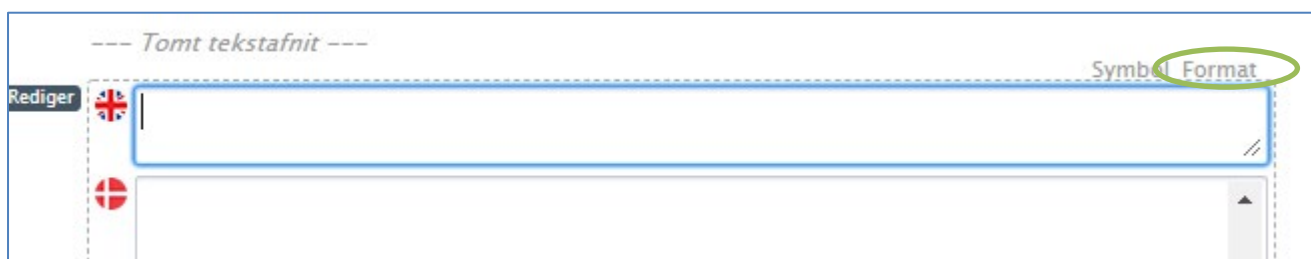 --- Tomt tekstafnit ---
Symbol Format
Rediger